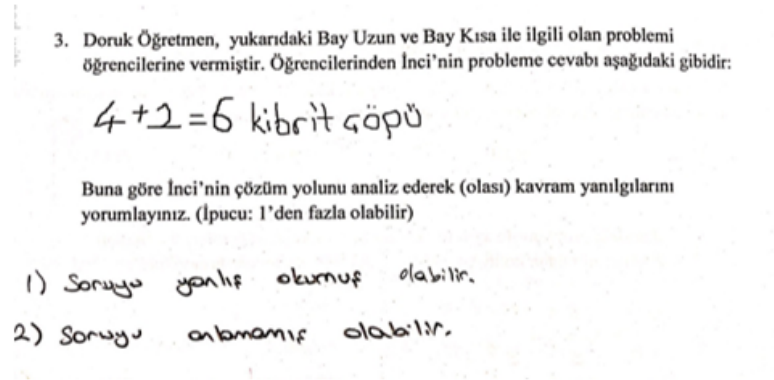 3. Doruk Öğretmen, yukarıdaki Bay Uzun ve Bay Kısa ile ilgili olan problemi
öğrencilerine vermiştir. Öğrencilerinden İnci'nin probleme cevabı aşağıdaki gibidir:
4+2=6 kibrit çöpü
Buna göre İnci'nin çözüm yolunu analiz ederek (olası) kavram yanılgılarını
yorumlayınız. (İpucu: 1'den fazla olabilir)
1) Soruyu yanlış okumuş olabilir.
2) Soruyu anlamamış olabilir.